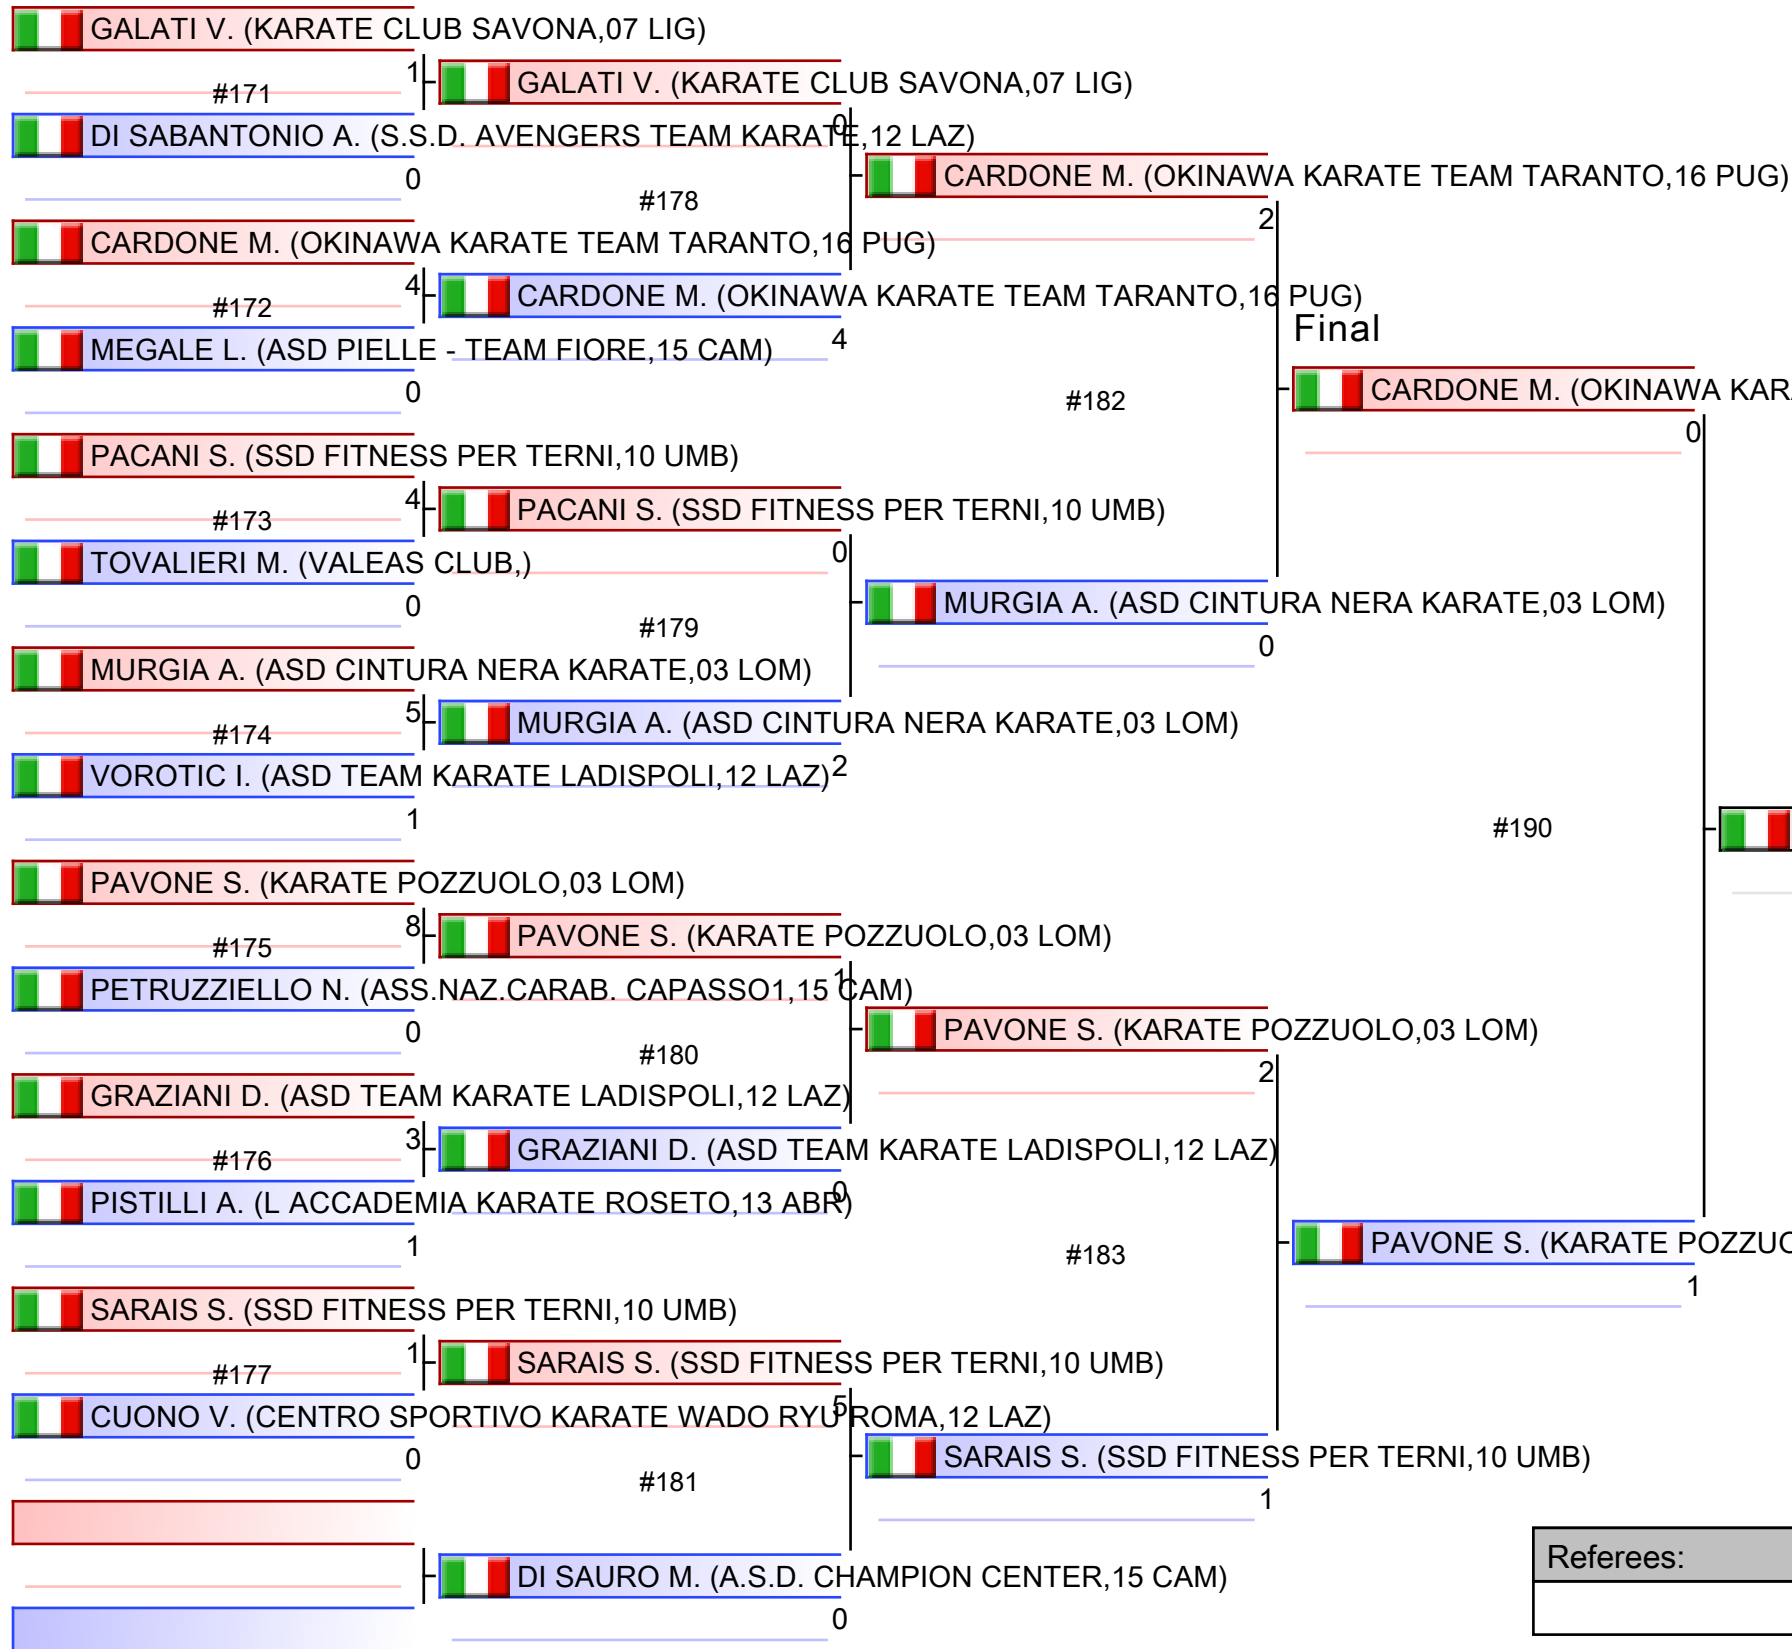 GALATI V. (KARATE CLUB SAVONA,07 LIG)
1
#171
DI SABANTONIO A. (S.S.D. AVENGERS TEAM KARATE,12 LAZ)
0
CARDONE M. (OKINAWA KARATE TEAM TARANTO,16 PUG)
4
#172
MEGALE L. (ASD PIELLE - TEAM FIORE,15 CAM)
0
PACANI S. (SSD FITNESS PER TERNI,10 UMB)
4
#173
TOVALIERI M. (VALEAS CLUB,)
0
MURGIA A. (ASD CINTURA NERA KARATE,03 LOM)
5
#174
VOROTIC I. (ASD TEAM KARATE LADISPOLI,12 LAZ)
1
PAVONE S. (KARATE POZZUOLO,03 LOM)
8
#175
PETRUZZIELLO N. (ASS.NAZ.CARAB. CAPASSO1,15 CAM)
0
GRAZIANI D. (ASD TEAM KARATE LADISPOLI,12 LAZ)
3
#176
PISTILLI A. (L ACCADEMIA KARATE ROSETO,13 ABR)
1
SARAIS S. (SSD FITNESS PER TERNI,10 UMB)
1
#177
CUONO V. (CENTRO SPORTIVO KARATE WADO RYU ROMA,12 LAZ)
0
GALATI V. (KARATE CLUB SAVONA,07 LIG)
0
#178
CARDONE M. (OKINAWA KARATE TEAM TARANTO,16 PUG)
4
PACANI S. (SSD FITNESS PER TERNI,10 UMB)
0
#179
MURGIA A. (ASD CINTURA NERA KARATE,03 LOM)
2
PAVONE S. (KARATE POZZUOLO,03 LOM)
1
#180
GRAZIANI D. (ASD TEAM KARATE LADISPOLI,12 LAZ)
0
SARAIS S. (SSD FITNESS PER TERNI,10 UMB)
5
#181
DI SAURO M. (A.S.D. CHAMPION CENTER,15 CAM)
0
CARDONE M. (OKINAWA KARATE TEAM TARANTO,16 PUG)
2
#182
MURGIA A. (ASD CINTURA NERA KARATE,03 LOM)
0
PAVONE S. (KARATE POZZUOLO,03 LOM)
2
#183
SARAIS S. (SSD FITNESS PER TERNI,10 UMB)
1
Final
CARDONE M. (OKINAWA KAR
0
#190
PAVONE S. (KARATE POZZUO
1
Referees: